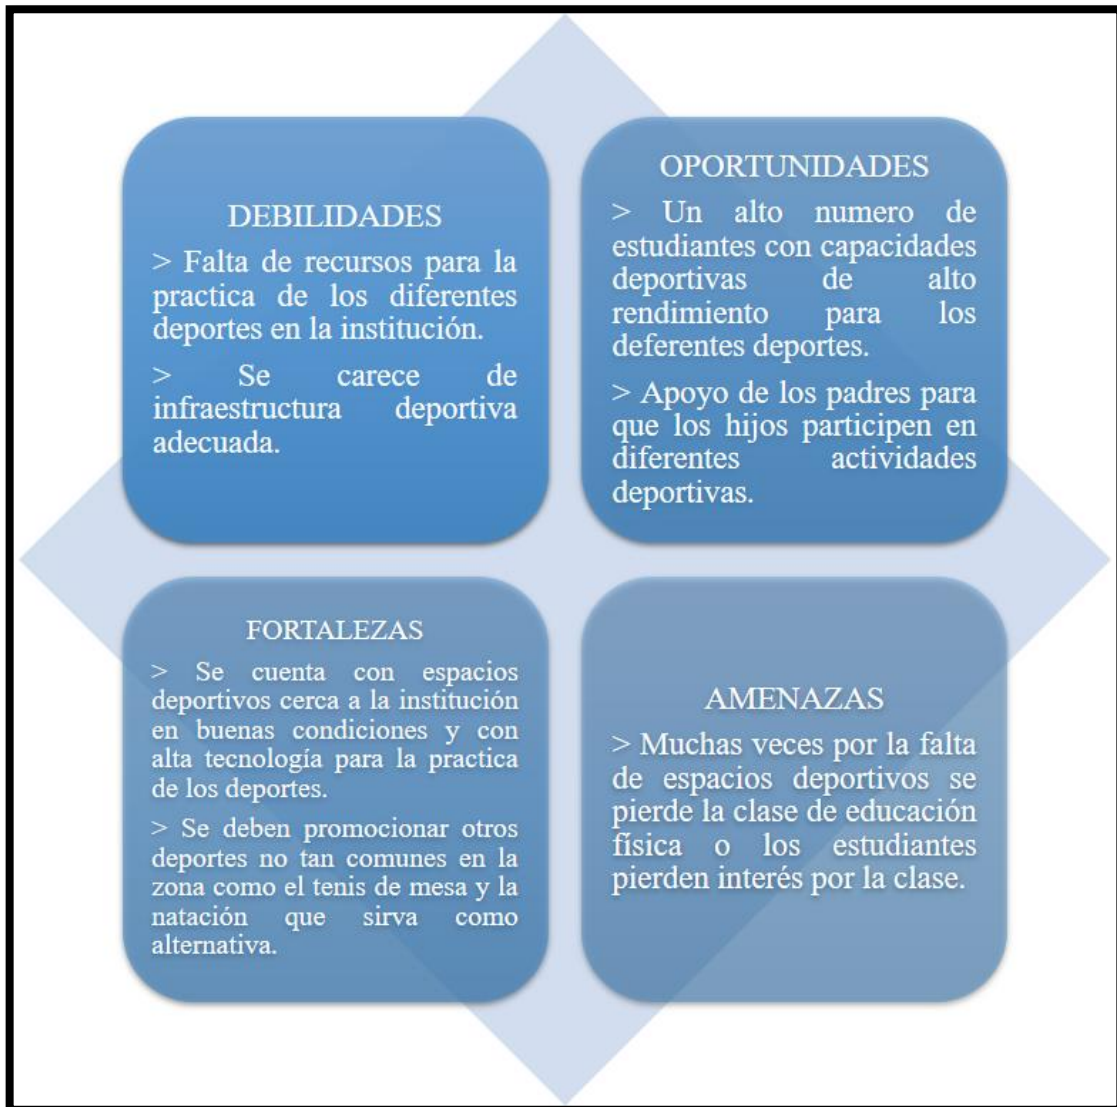 DEBILIDADES
> Falta de recursos para la
practica de los diferentes
deportes en la institución.
> Se carece de
infraestructura deportiva
adecuada.
OPORTUNIDADES
> Un alto numero de
estudiantes con capacidades
deportivas de alto
rendimiento para los
deferentes deportes.
> Apoyo de los padres para
que los hijos participen en
diferentes actividades
deportivas.
FORTALEZAS
> Se cuenta con espacios
deportivos cerca a la institución
en buenas condiciones y con
alta tecnología para la practica
de los deportes.
> Se deben promocionar otros
deportes no tan comunes en la
zona como el tenis de mesa y la
natación que sirva como
alternativa.
AMENAZAS
> Muchas veces por la falta
de espacios deportivos se
pierde la clase de educación
física o los estudiantes
pierden interés por la clase.